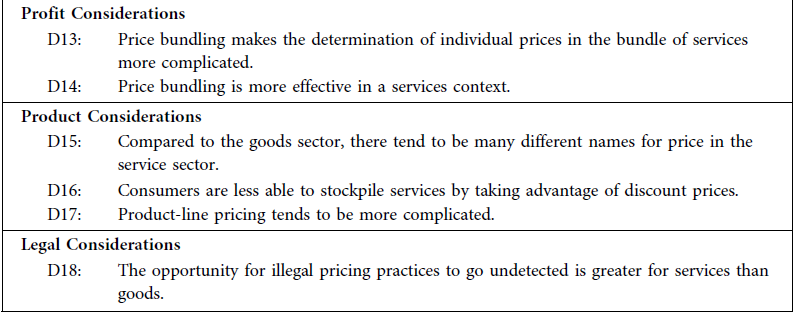 Profit Considerations
D13: Price bundling makes the determination of individual prices in the bundle of services
more complicated.
D14: Price bundling is more effective in a services context.
Product Considerations
D15: Compared to the goods sector, there tend to be many different names for price in the
service sector.
D16: Consumers are less able to stockpile services by taking advantage of discount prices.
D17: Product-line pricing tends to be more complicated.
Legal Considerations
D18: The opportunity for illegal pricing practices to go undetected is greater for services than
goods.